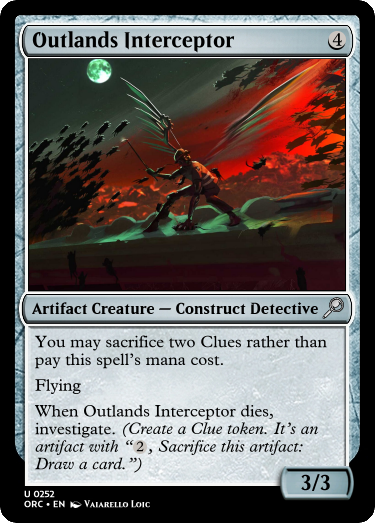 Outlands Interceptor 4
Artifact Creature — Construct Detective
You may sacrifice two Clues rather than
pay this spell's mana cost.
Flying
When Outlands Interceptor dies,
investigate. (Create a Clue token. It's an
artifact with “2, Sacrifice this artifact:
Draw a card.”)
3/3
U 0252
ORC • EN Vaiarello Loic